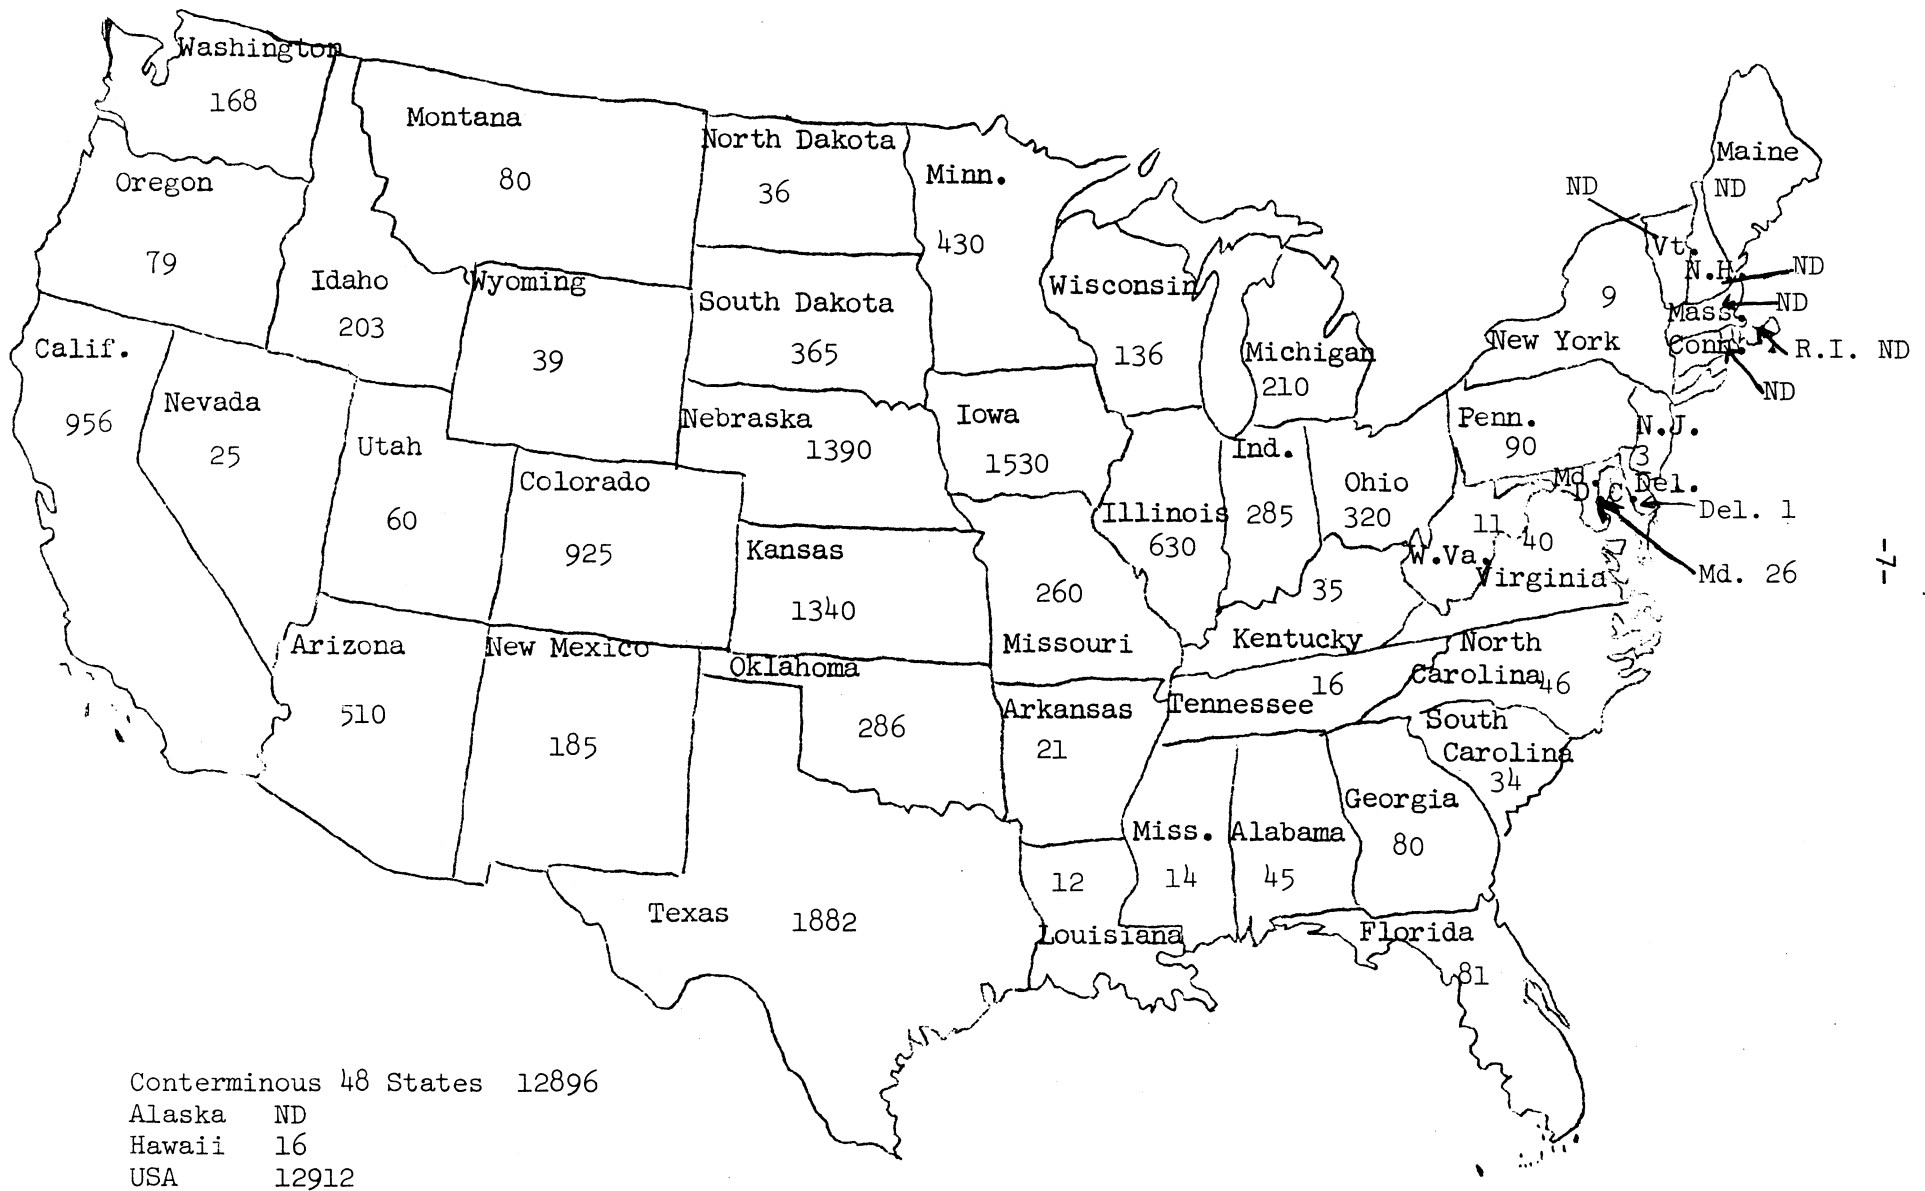 Washington
168
Montana
80
North Dakota
36
Minn.
430
Maine
ND
ND
Oregon
79
Idaho
203
Wyoming
39
South Dakota
365
Wisconsin
136
Michigan
210
Vt.
N.H.
ND
ND
9
New York
Mass.
Conn.
R.I. ND
ND
Calif.
956
Nevada
25
Utah
60
Colorado
925
Nebraska
1390
Iowa
1530
Illinois
630
Ind.
285
Ohio
320
Penn.
90
N.J.
3
Md.
D.C.
Del.
Del. 1
Md. 26
11
W.Va.
40
Virginia
-7-
Kansas
1340
260
Missouri
35
Kentucky
Arizona
510
New Mexico
185
Oklahoma
286
Arkansas
21
16
Tennessee
North
Carolina
46
South
Carolina
34
Georgia
80
Miss.
14
Alabama
45
12
Louisiana
Texas 1882
Florida
81
Conterminous 48 States 12896
Alaska ND
Hawaii 16
USA 12912